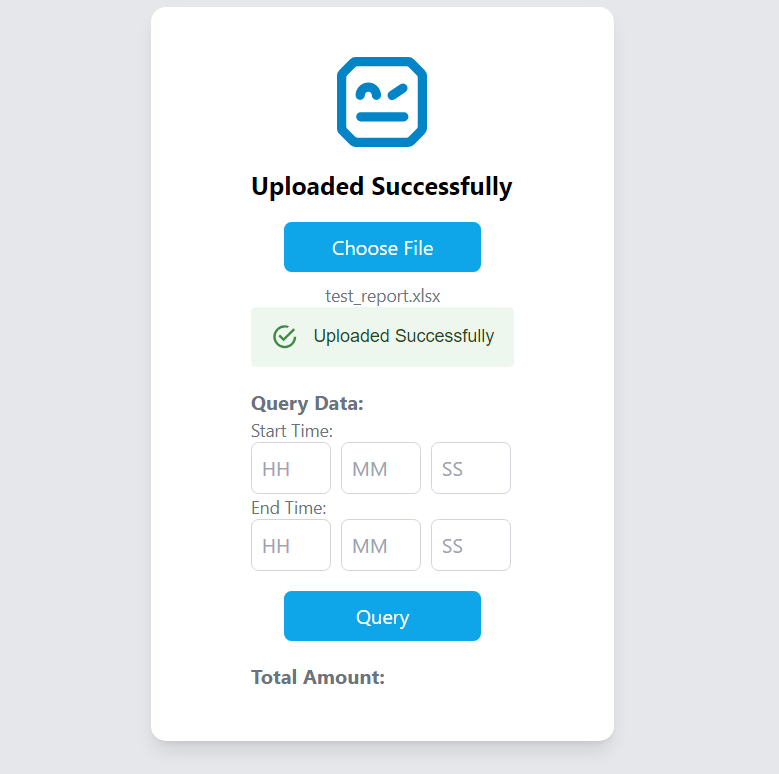 Uploaded Successfully
Choose File
test_report.xlsx
Uploaded Successfully
Query Data:
Start Time:
HH MM SS
End Time:
HH MM SS
Query
Total Amount: